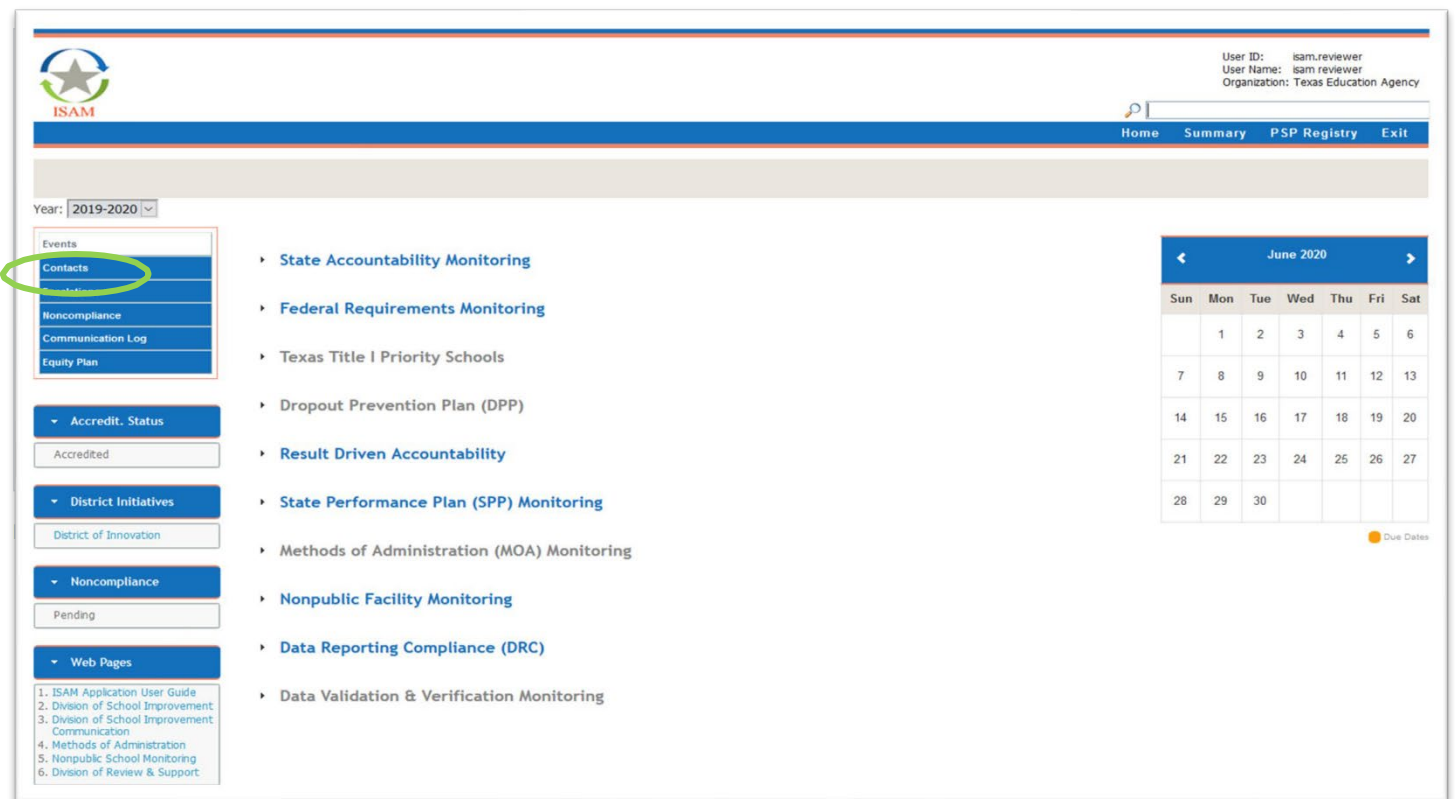 ISAM
User ID: isam.reviewer
User Name: isam reviewer
Organization: Texas Education Agency
Home Summary PSP Registry Exit
Year: 2019-2020
Events
Contacts
Noncompliance
Communication Log
Equity Plan
Accredit. Status
Accredited
District Initiatives
District of Innovation
Noncompliance
Pending
Web Pages
1. ISAM Application User Guide
2. Division of School Improvement
3. Division of School Improvement
Communication
4. Methods of Administration
5. Nonpublic School Monitoring
6. Division of Review & Support
State Accountability Monitoring
Federal Requirements Monitoring
Texas Title I Priority Schools
Dropout Prevention Plan (DPP)
Result Driven Accountability
State Performance Plan (SPP) Monitoring
Methods of Administration (MOA) Monitoring
Nonpublic Facility Monitoring
Data Reporting Compliance (DRC)
Data Validation & Verification Monitoring
June 2020
Sun Mon Tue Wed Thu Fri Sat
1 2 3 4 5 6
7 8 9 10 11 12 13
14 15 16 17 18 19 20
21 22 23 24 25 26 27
28 29 30
Due Dates